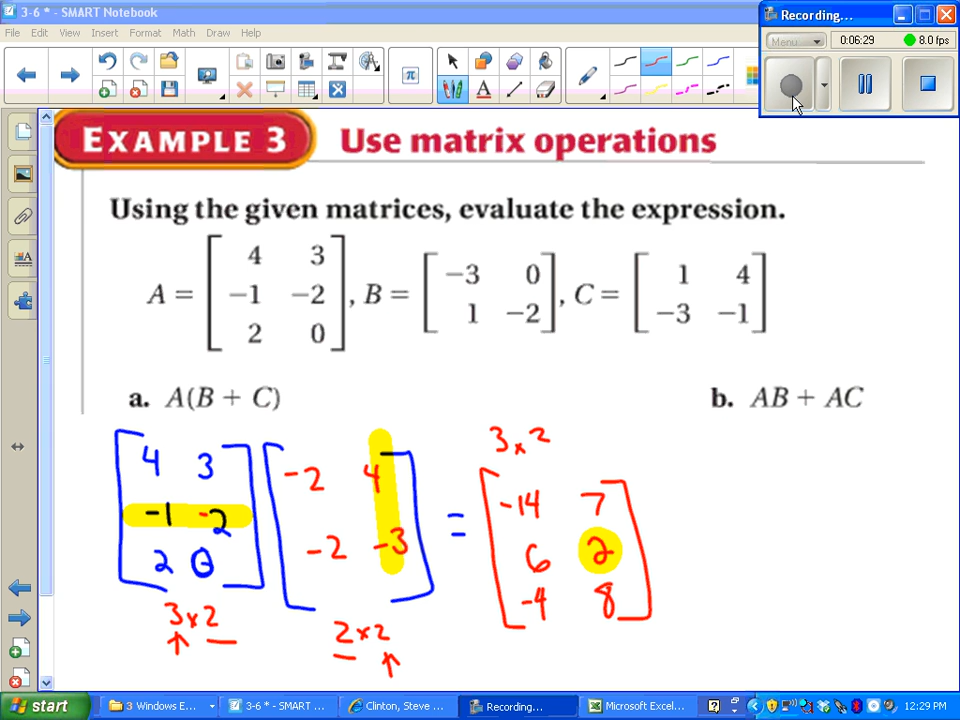 3-6 * - SMART Notebook
Recording...
File Edit View Insert Format Math Draw Help
Menu 0:06:29 8.0 fps
π
A
EXAMPLE 3 Use matrix operations
Using the given matrices, evaluate the expression.
4 3
-3 0 1 4
A = -1 -2 , B = , C =
1 -2 -3 -1
2 0
a. A(B + C) b. AB + AC
3x2
4 3 -2 4 -14 7
-1 -2 = 6 2
2 0 -2 -3 -4 8
3x2 2x2
start 3 Windows E... 3-6 * - SMART ... Clinton, Steve ... Recording... Microsoft Excel... 12:29 PM